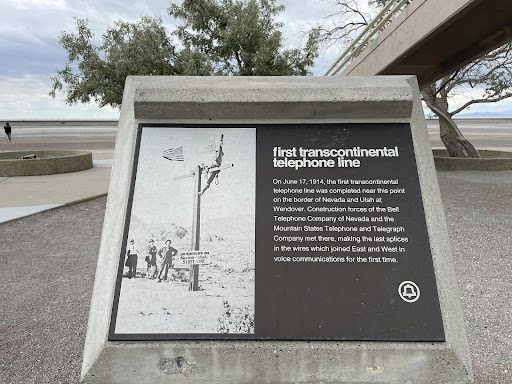 first transcontinental
telephone line
On June 17, 1914, the first transcontinental
telephone line was completed near this point
on the border of Nevada and Utah at
Wendover. Construction forces of the Bell
Telephone Company of Nevada and the
Mountain States Telephone and Telegraph
Company met there, making the last splices
in the wires which joined East and West in
voice communications for the first time.
STATE LINE